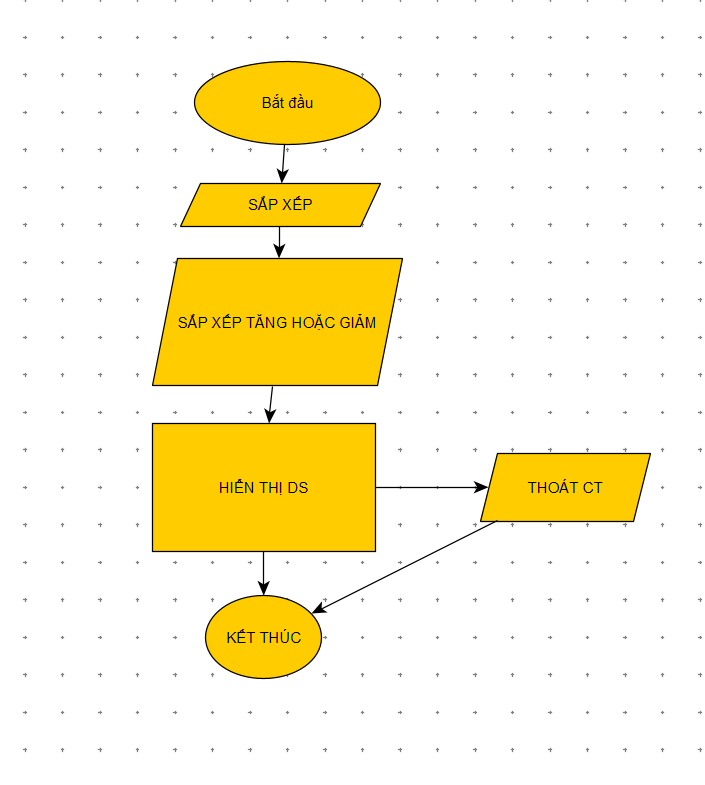 Bắt đầu
SẮP XẾP
SẮP XẾP TĂNG HOẶC GIẢM
HIỂN THỊ DS
THOÁT CT
KẾT THÚC